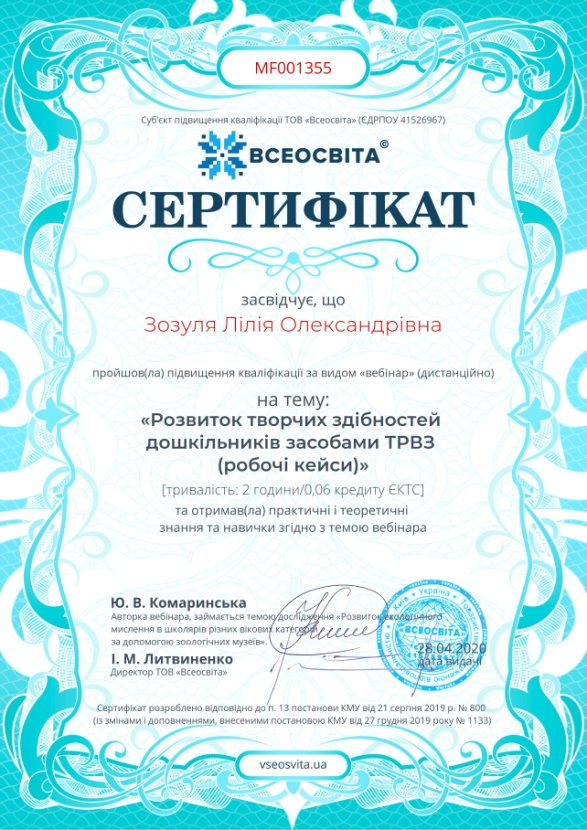 MF001355
Суб'єкт підвищення кваліфікації ТОВ «Всеосвіта» (ЄДРПОУ 41526967)
ВСЕОСВІТА©
СЕРТИФІКАТ
засвідчує, що
Зозуля Лілія Олександрівна
пройшов(ла) підвищення кваліфікації за видом «вебінар» (дистанційно)
на тему:
«Розвиток творчих здібностей
дошкільників засобами ТРВЗ
(робочі кейси)»
[тривалість: 2 години/0,06 кредиту ЄКТС]
та отримав(ла) практичні і теоретичні
знання та навички згідно з темою вебінара
Ю. В. Комаринська
Авторка вебінара, займається темою дослідження «Розвиток екологічного
мислення в школярів різних вікових категорій
за допомогою зоологічних музеїв».
І. М. Литвиненко
Директор ТОВ «Всеосвіта»
Київ • Україна •
«ВСЕОСВІТА»
28.04.2020
дата видачі
Сертифікат розроблено відповідно до п. 13 постанови КМУ від 21 серпня 2019 р. № 800
(із змінами і доповненнями, внесеними постановою КМУ від 27 грудня 2019 року № 1133)
vseosvita.ua